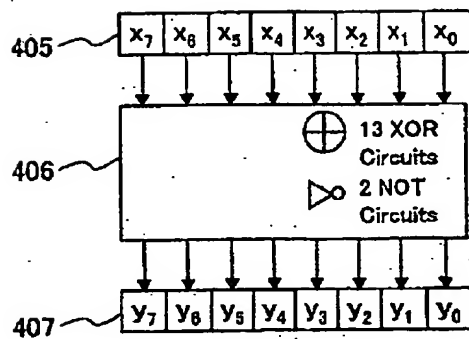 405
x₇ x₆ x₅ x₄ x₃ x₂ x₁ x₀
406
13 XOR
Circuits
2 NOT
Circuits
407
y₇ y₆ y₅ y₄ y₃ y₂ y₁ y₀